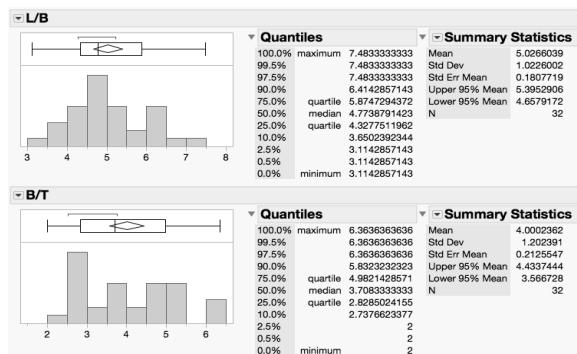 L/B
3 4 5 6 7 8
Quantiles
100.0% maximum 7.4833333333
99.5% 7.4833333333
97.5% 7.4833333333
90.0% 6.4142857143
75.0% quartile 5.8747294372
50.0% median 4.7738791423
25.0% quartile 4.3277511962
10.0% 3.6502392344
2.5% 3.1142857143
0.5% 3.1142857143
0.0% minimum 3.1142857143
Summary Statistics
Mean 5.0266039
Std Dev 1.0226002
Std Err Mean 0.1807719
Upper 95% Mean 5.3952906
Lower 95% Mean 4.6579172
N 32
B/T
2 3 4 5 6
Quantiles
100.0% maximum 6.3636363636
99.5% 6.3636363636
97.5% 6.3636363636
90.0% 5.8323232323
75.0% quartile 4.9821428571
50.0% median 3.7083333333
25.0% quartile 2.8285024155
10.0% 2.7376623377
2.5% 2
0.5% 2
0.0% minimum 2
Summary Statistics
Mean 4.0002362
Std Dev 1.202391
Std Err Mean 0.2125547
Upper 95% Mean 4.4337444
Lower 95% Mean 3.566728
N 32